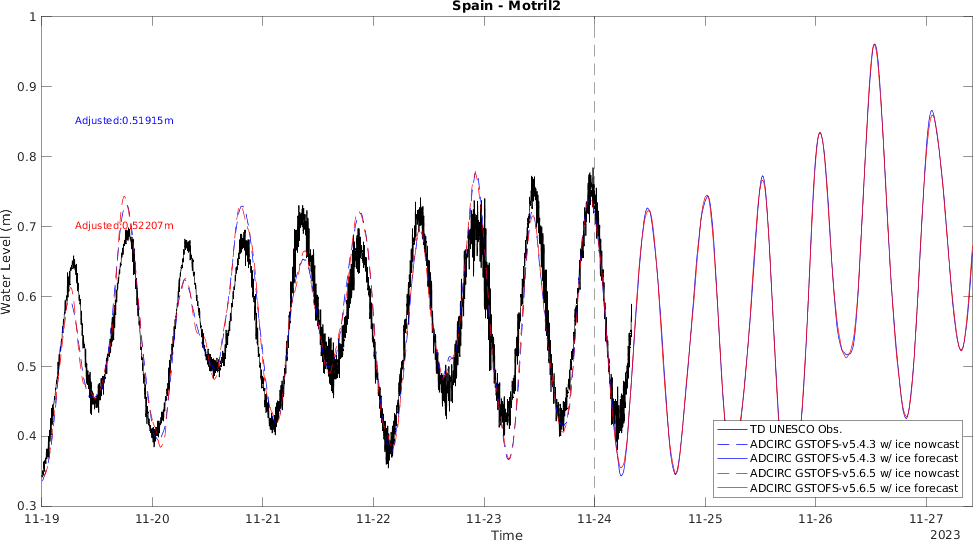 Spain - Motril2
1
0.9
0.8
0.7
0.6
0.5
0.4
0.3
Water Level (m)
Adjusted:0.51915m
Adjusted:0.52207m
TD UNESCO Obs.
ADCIRC GSTOFS-v5.4.3 w/ ice nowcast
ADCIRC GSTOFS-v5.4.3 w/ ice forecast
ADCIRC GSTOFS-v5.6.5 w/ ice nowcast
ADCIRC GSTOFS-v5.6.5 w/ ice forecast
11-19 11-20 11-21 11-22 11-23 11-24 11-25 11-26 11-27
Time
2023